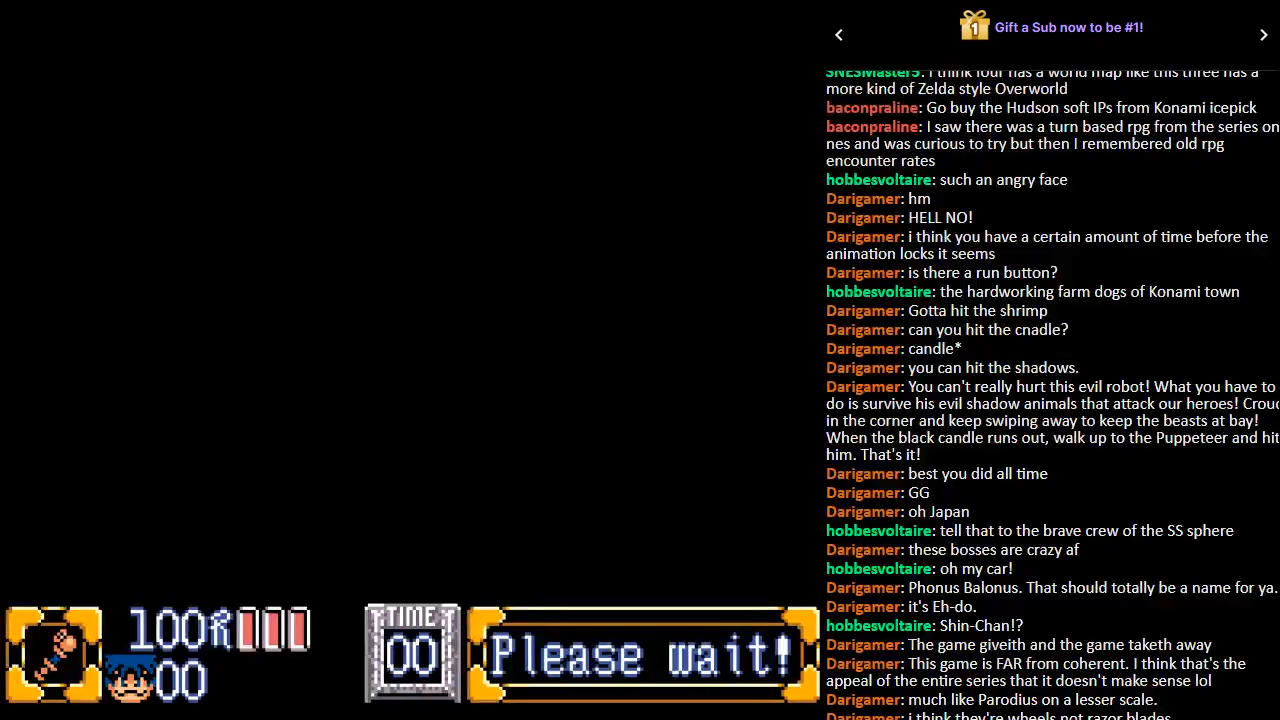 1 Gift a Sub now to be #1!
SNESMaster5: I think four has a world map like this three has a
more kind of Zelda style Overworld
baconpraline: Go buy the Hudson soft IPs from Konami icepick
baconpraline: I saw there was a turn based rpg from the series on
nes and was curious to try but then I remembered old rpg
encounter rates
hobbesvoltaire: such an angry face
Darigamer: hm
Darigamer: HELL NO!
Darigamer: i think you have a certain amount of time before the
animation locks it seems
Darigamer: is there a run button?
hobbesvoltaire: the hardworking farm dogs of Konami town
Darigamer: Gotta hit the shrimp
Darigamer: can you hit the cnadle?
Darigamer: candle*
Darigamer: you can hit the shadows.
Darigamer: You can't really hurt this evil robot! What you have to
do is survive his evil shadow animals that attack our heroes! Crouc
in the corner and keep swiping away to keep the beasts at bay!
When the black candle runs out, walk up to the Puppeteer and hit
him. That's it!
Darigamer: best you did all time
Darigamer: GG
Darigamer: oh Japan
hobbesvoltaire: tell that to the brave crew of the SS sphere
Darigamer: these bosses are crazy af
hobbesvoltaire: oh my car!
Darigamer: Phonus Balonus. That should totally be a name for ya.
Darigamer: it's Eh-do.
hobbesvoltaire: Shin-Chan!?
Darigamer: The game giveith and the game taketh away
Darigamer: This game is FAR from coherent. I think that's the
appeal of the entire series that it doesn't make sense lol
Darigamer: much like Parodius on a lesser scale.
Darigamer: i think they're wheels not razor blades
100
00
TIME
00
Please wait!